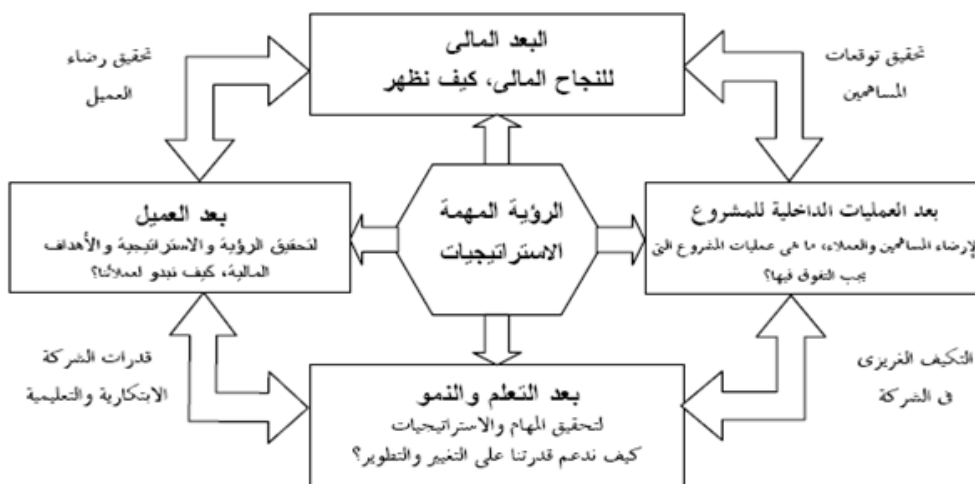 البعد المالى
للنجاح المالى، كيف نظهر
تحقيق توقعات
المساهمين
تحقيق رضاء
العميل
بعد العمليات الداخلية للمشروع
لإرضاء المساهمين والعملاء، ما هى عمليات المشروع التى
يجب التفوق فيها؟
الرؤية المهمة
الاستراتيجيات
بعد العميل
لتحقيق الرؤية و الاستراتيجية والأهداف
المالية، كيف نبدو لعملائنا؟
التكيف الغريزى
فى الشركة
قدرات الشركة
الابتكارية والتعليمية
بعد التعلم والنمو
لتحقيق المهام والاستراتيجيات
كيف ندعم قدرتنا على التغيير والتطوير؟